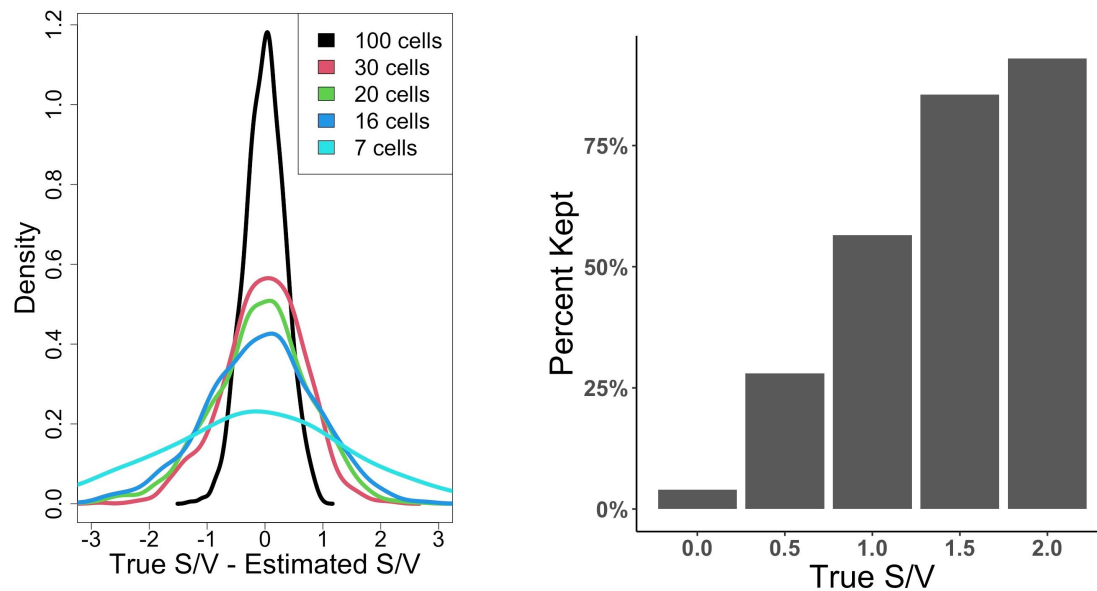 1.2
1.0
0.8
0.6
0.4
0.2
0.0
Density
100 cells
30 cells
20 cells
16 cells
7 cells
-3 -2 -1 0 1 2 3
True S/V - Estimated S/V
75%
50%
25%
0%
Percent Kept
0.0 0.5 1.0 1.5 2.0
True S/V